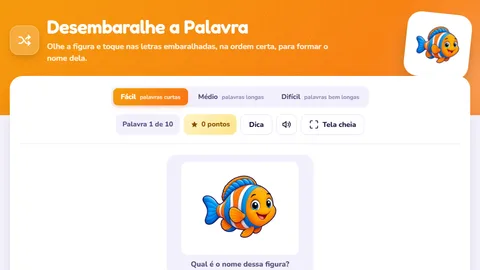 Desembaralhe a Palavra
Olhe a figura e toque nas letras embaralhadas, na ordem certa, para formar o
nome dela.
Fácil palavras curtas Médio palavras longas Difícil palavras bem longas
Palavra 1 de 10 ★ 0 pontos Dica Tela cheia
Qual é o nome dessa figura?